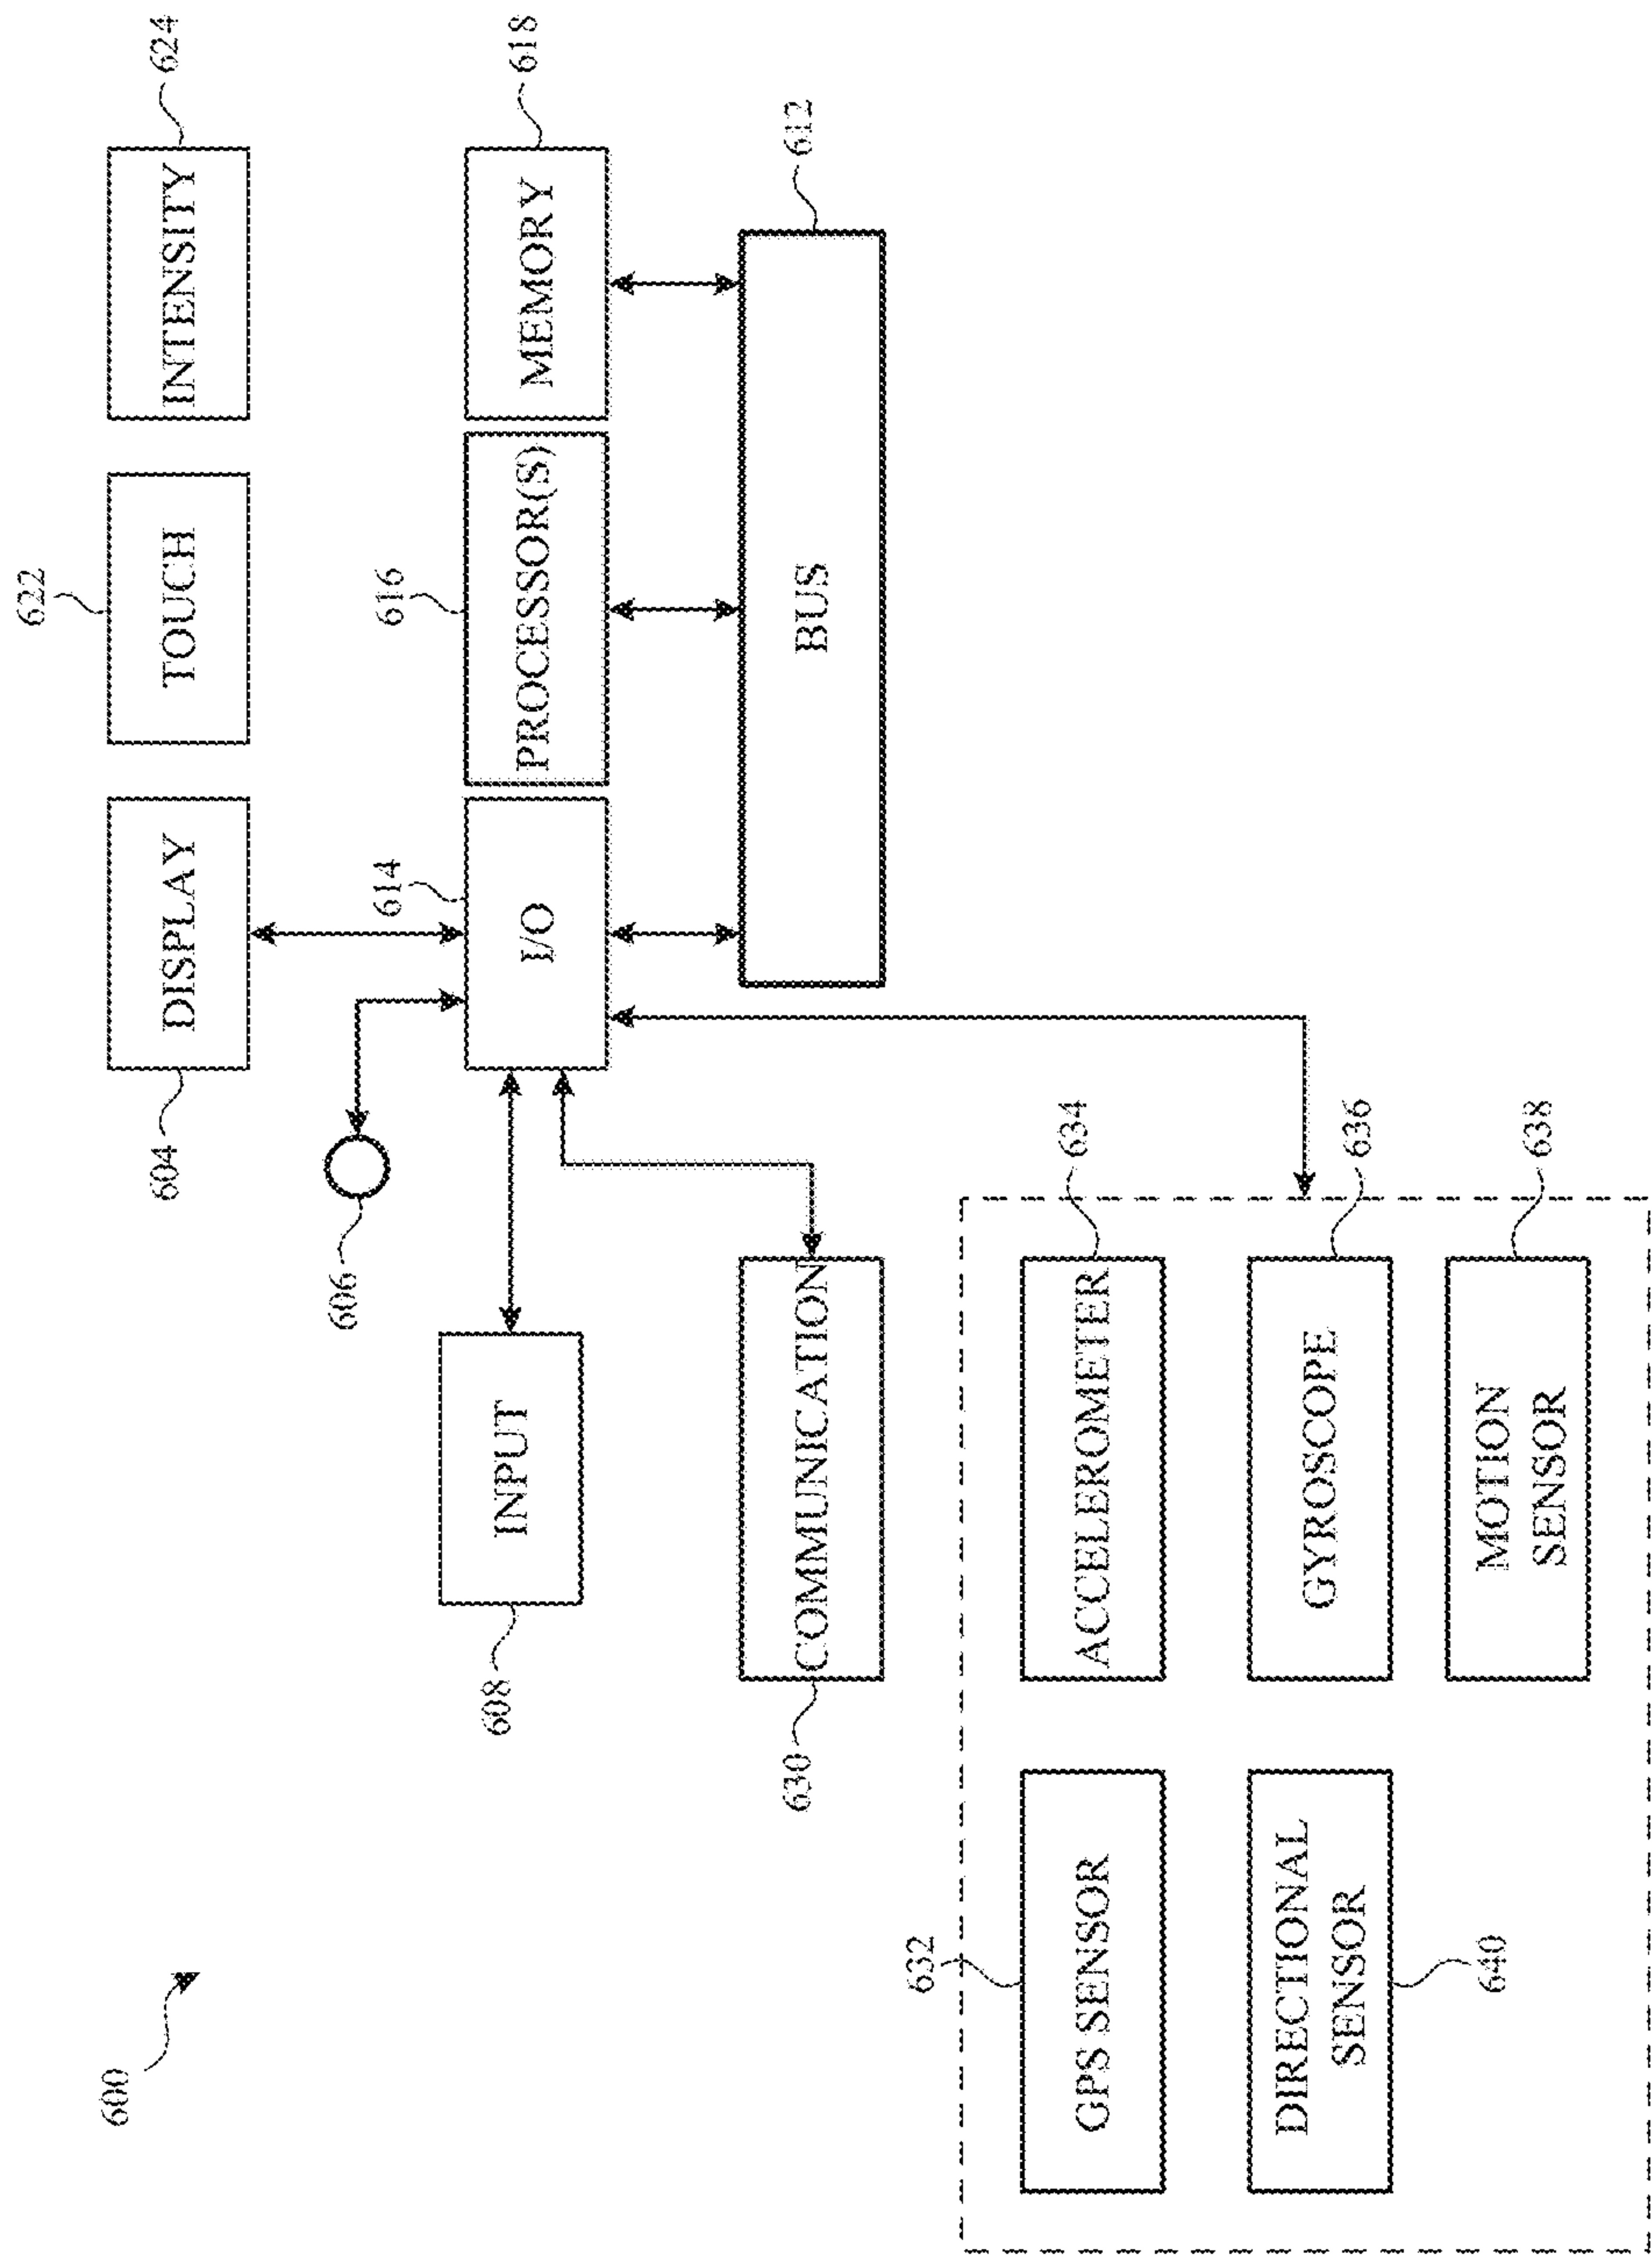 600
604
DISPLAY
622
TOUCH
INTENSITY
624
606
614
I/O
616
PROCESSOR(S)
MEMORY
618
608
INPUT
612
BUS
630
COMMUNICATION
632
GPS SENSOR
ACCELEROMETER
634
DIRECTIONAL
SENSOR
640
GYROSCOPE
636
MOTION
SENSOR
638